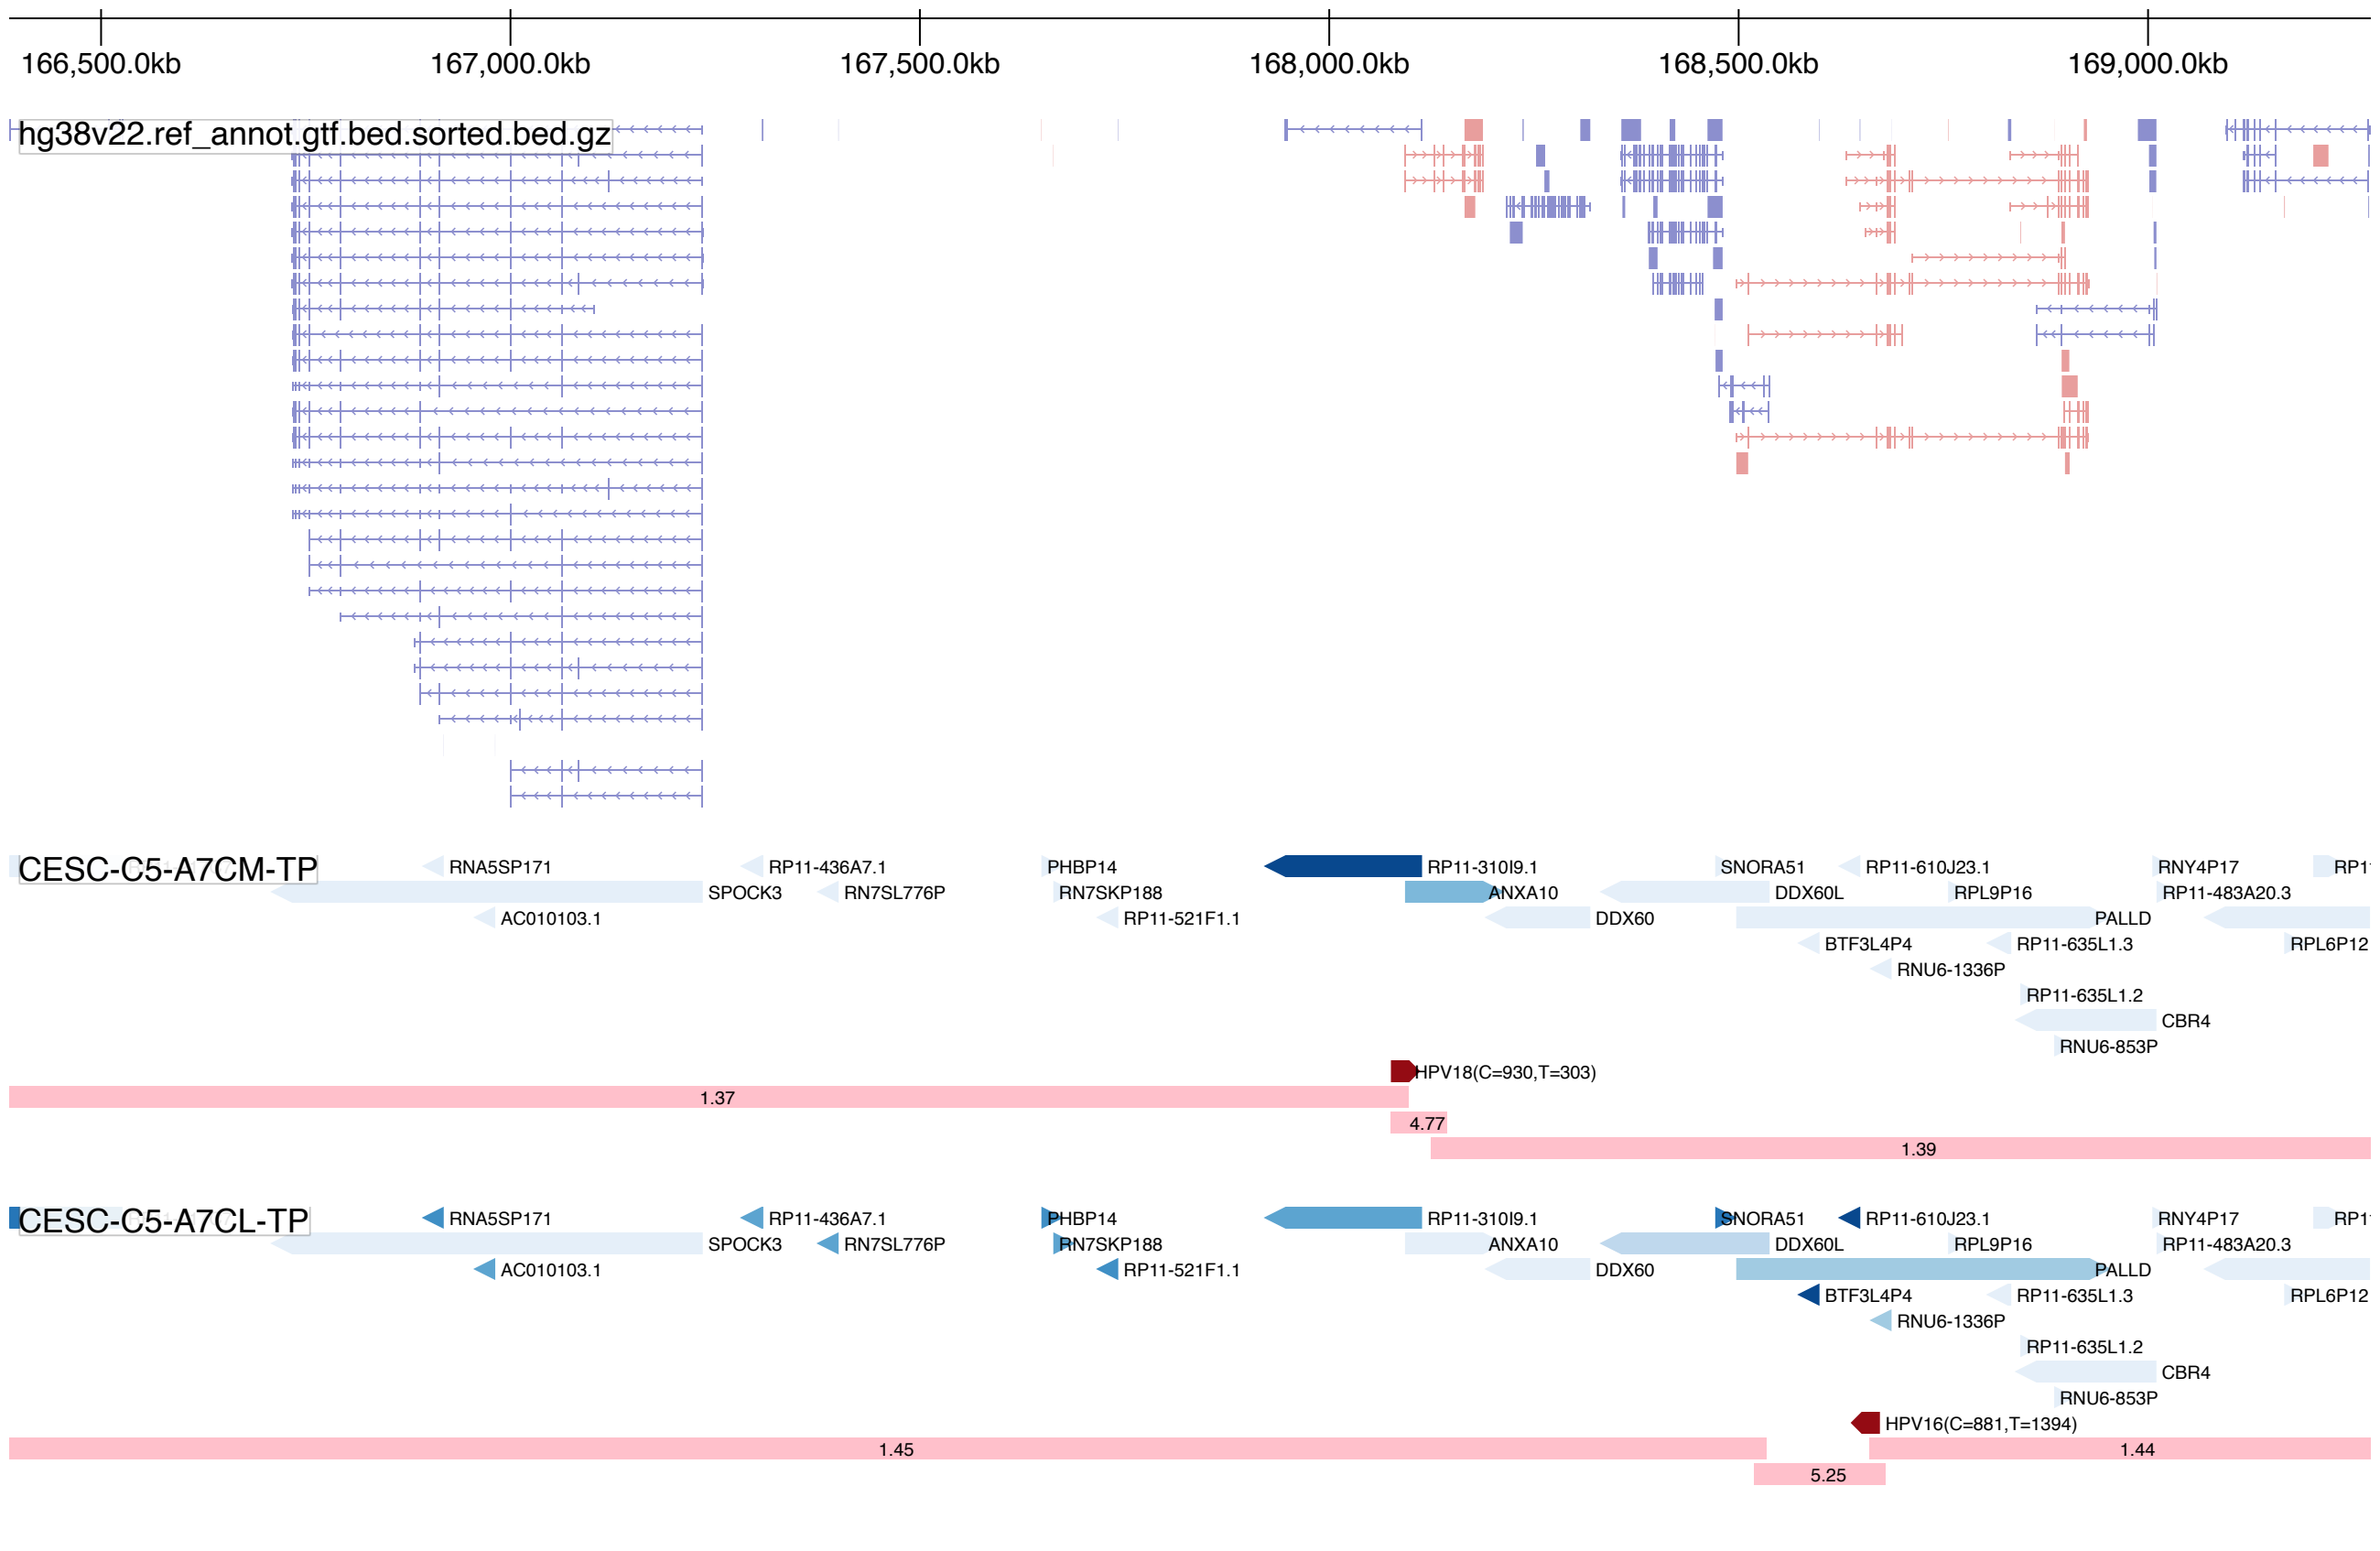 166,500.0kb 167,000.0kb 167,500.0kb 168,000.0kb 168,500.0kb 169,000.0kb
hg38v22.ref_annot.gtf.bed.sorted.bed.gz
CESC-C5-A7CM-TP RNA5SP171 RP11-436A7.1 PHBP14 RP11-310I9.1 SNORA51 RP11-610J23.1 RNY4P17 RP11
SPOCK3 RN7SL776P RN7SKP188 ANXA10 DDX60L RPL9P16 RP11-483A20.3
AC010103.1 RP11-521F1.1 DDX60 PALLD
BTF3L4P4 RP11-635L1.3 RPL6P12
RNU6-1336P
RP11-635L1.2
CBR4
RNU6-853P
HPV18(C=930,T=303)
1.37
4.77
1.39
CESC-C5-A7CL-TP RNA5SP171 RP11-436A7.1 PHBP14 RP11-310I9.1 SNORA51 RP11-610J23.1 RNY4P17 RP11
SPOCK3 RN7SL776P RN7SKP188 ANXA10 DDX60L RPL9P16 RP11-483A20.3
AC010103.1 RP11-521F1.1 DDX60 PALLD
BTF3L4P4 RP11-635L1.3 RPL6P12
RNU6-1336P
RP11-635L1.2
CBR4
RNU6-853P
HPV16(C=881,T=1394)
1.45 1.44
5.25